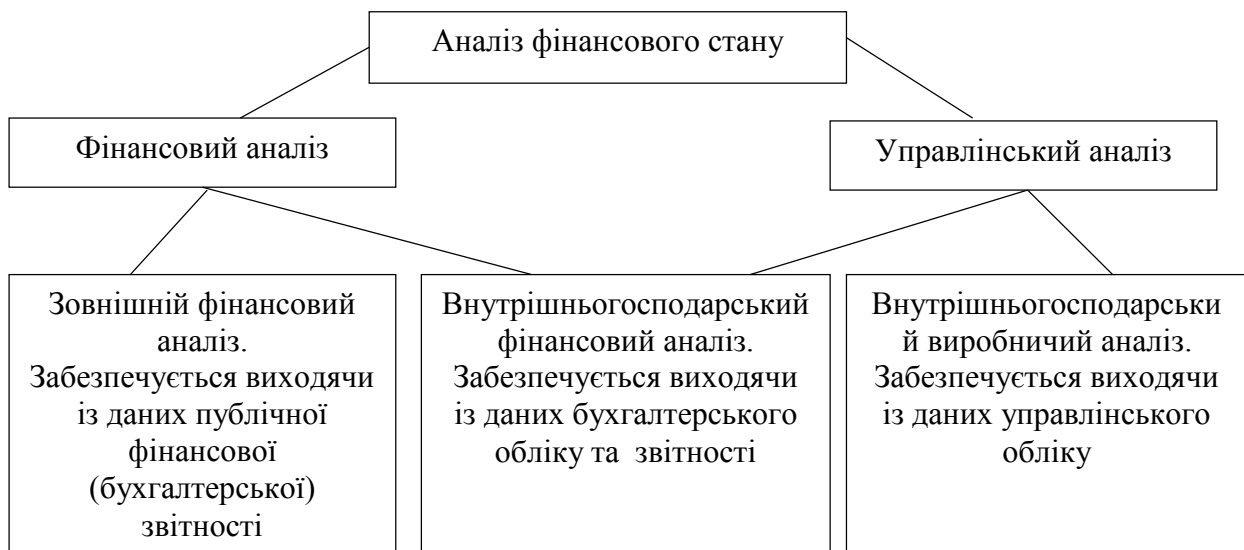 Аналіз фінансового стану
Фінансовий аналіз
Управлінський аналіз
Зовнішній фінансовий
аналіз.
Забезпечується виходячи
із даних публічної
фінансової
(бухгалтерської)
звітності
Внутрішньогосподарський
фінансовий аналіз.
Забезпечується виходячи
із даних бухгалтерського
обліку та звітності
Внутрішньогосподарськи
й виробничий аналіз.
Забезпечується виходячи
із даних управлінського
обліку